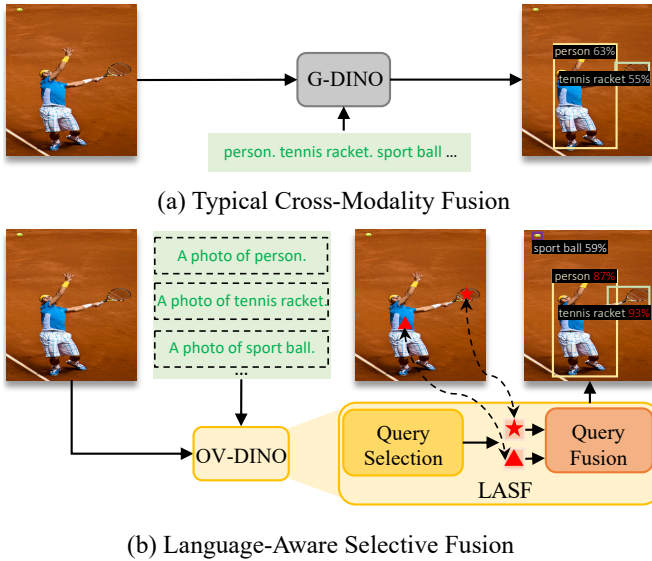 person 63%
G-DINO
tennis racket 55%
person. tennis racket. sport ball ...
(a) Typical Cross-Modality Fusion
A photo of person.
sport ball 59%
person 87%
A photo of tennis racket.
tennis racket 93%
A photo of sport ball.
...
Query
Selection
Query
Fusion
OV-DINO
LASF
(b) Language-Aware Selective Fusion